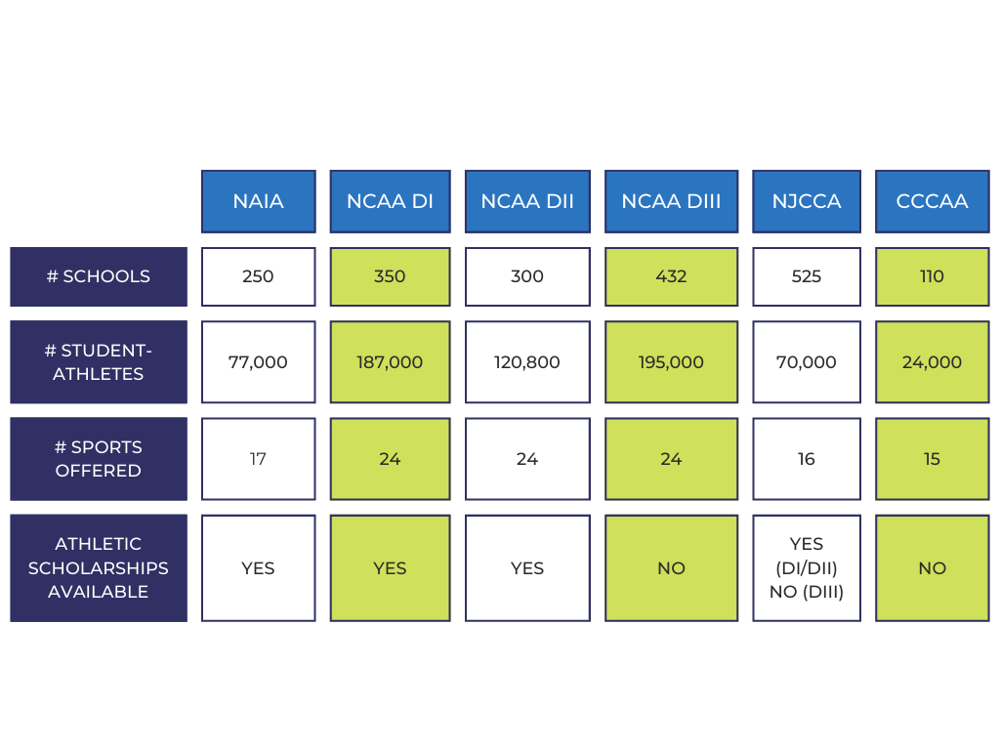 NAIA NCAA DI NCAA DII NCAA DIII NJCCA CCCAA
# SCHOOLS 250 350 300 432 525 110
# STUDENT-
ATHLETES 77,000 187,000 120,800 195,000 70,000 24,000
# SPORTS
OFFERED 17 24 24 24 16 15
ATHLETIC
SCHOLARSHIPS
AVAILABLE YES YES YES NO YES
(DI/DII)
NO (DIII) NO